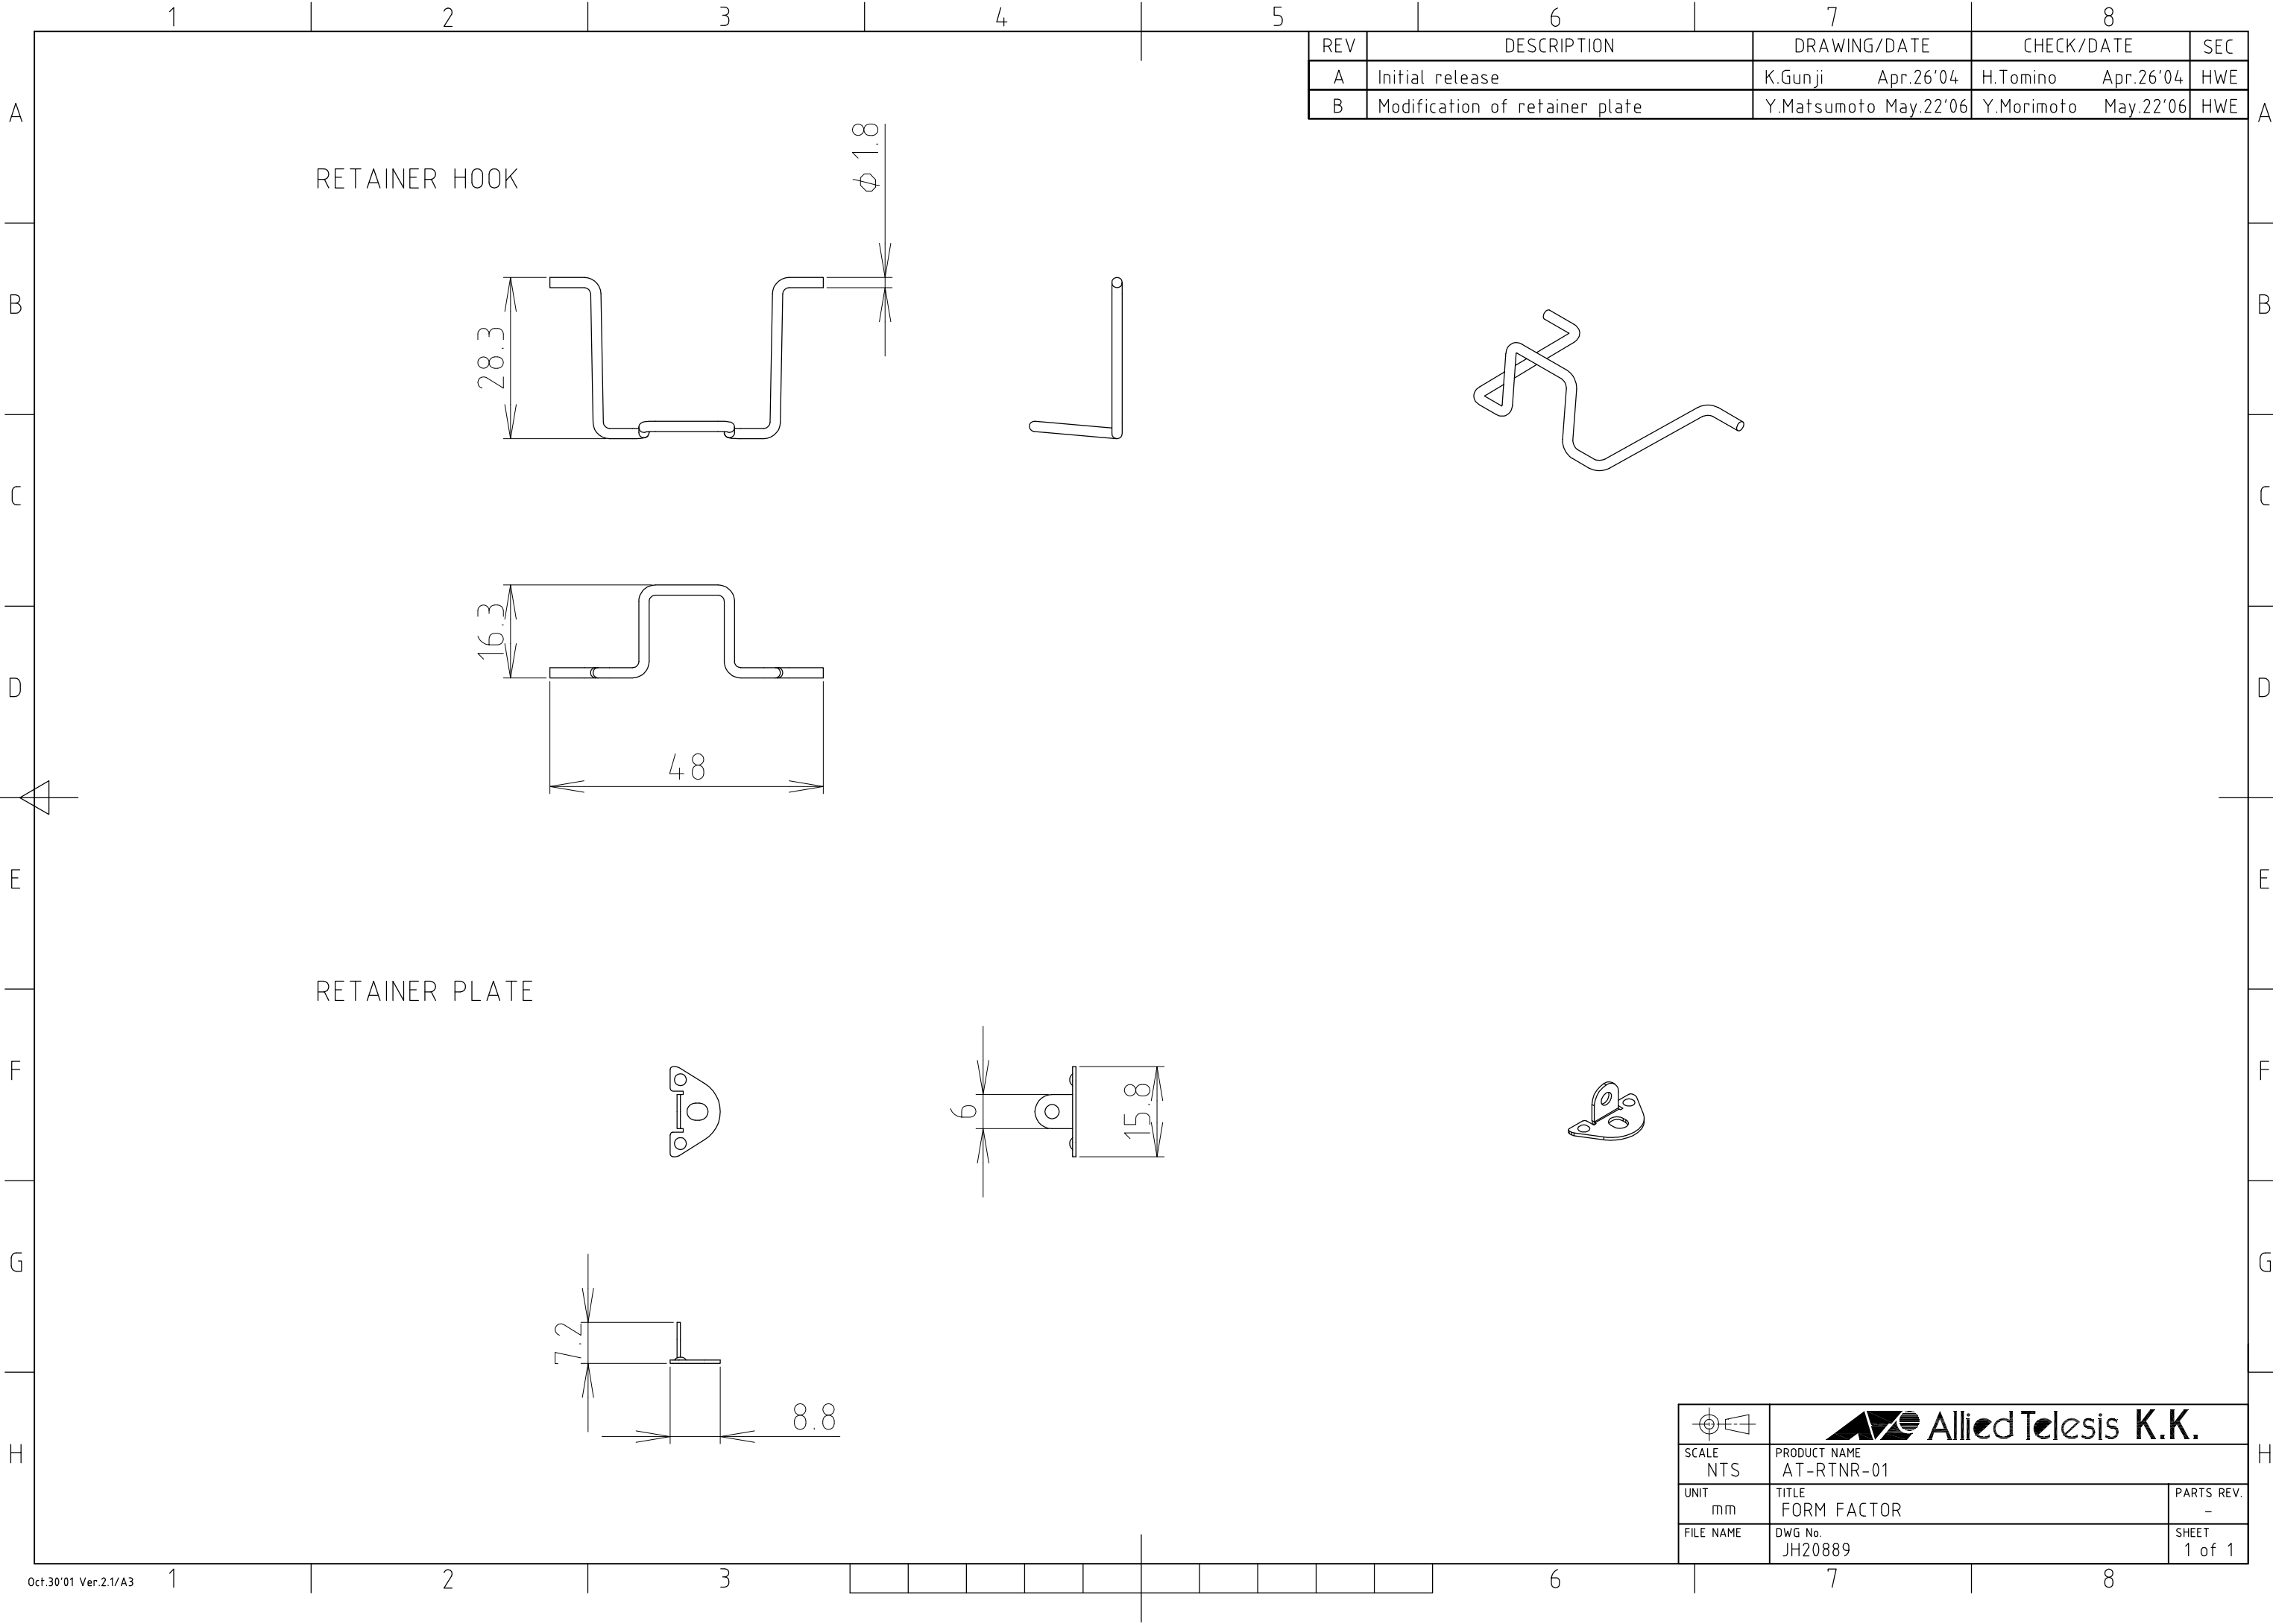 1 2 3 4 5 6 7 8
REV DESCRIPTION DRAWING/DATE CHECK/DATE SEC
A Initial release K.Gunji Apr.26'04 H.Tomino Apr.26'04 HWE
B Modification of retainer plate Y.Matsumoto May.22'06 Y.Morimoto May.22'06 HWE
A A
RETAINER HOOK
φ1.8
B B
28.3
C C
16.3
D D
48
E E
RETAINER PLATE
F F
6
15.8
G G
7.2
8.8
H H
Allied Telesis K.K.
SCALE
NTS
PRODUCT NAME
AT-RTNR-01
UNIT
mm
TITLE
FORM FACTOR
PARTS REV.
-
FILE NAME
DWG No.
JH20889
SHEET
1 of 1
Oct.30'01 Ver.2.1/A3
1 2 3 6 7 8